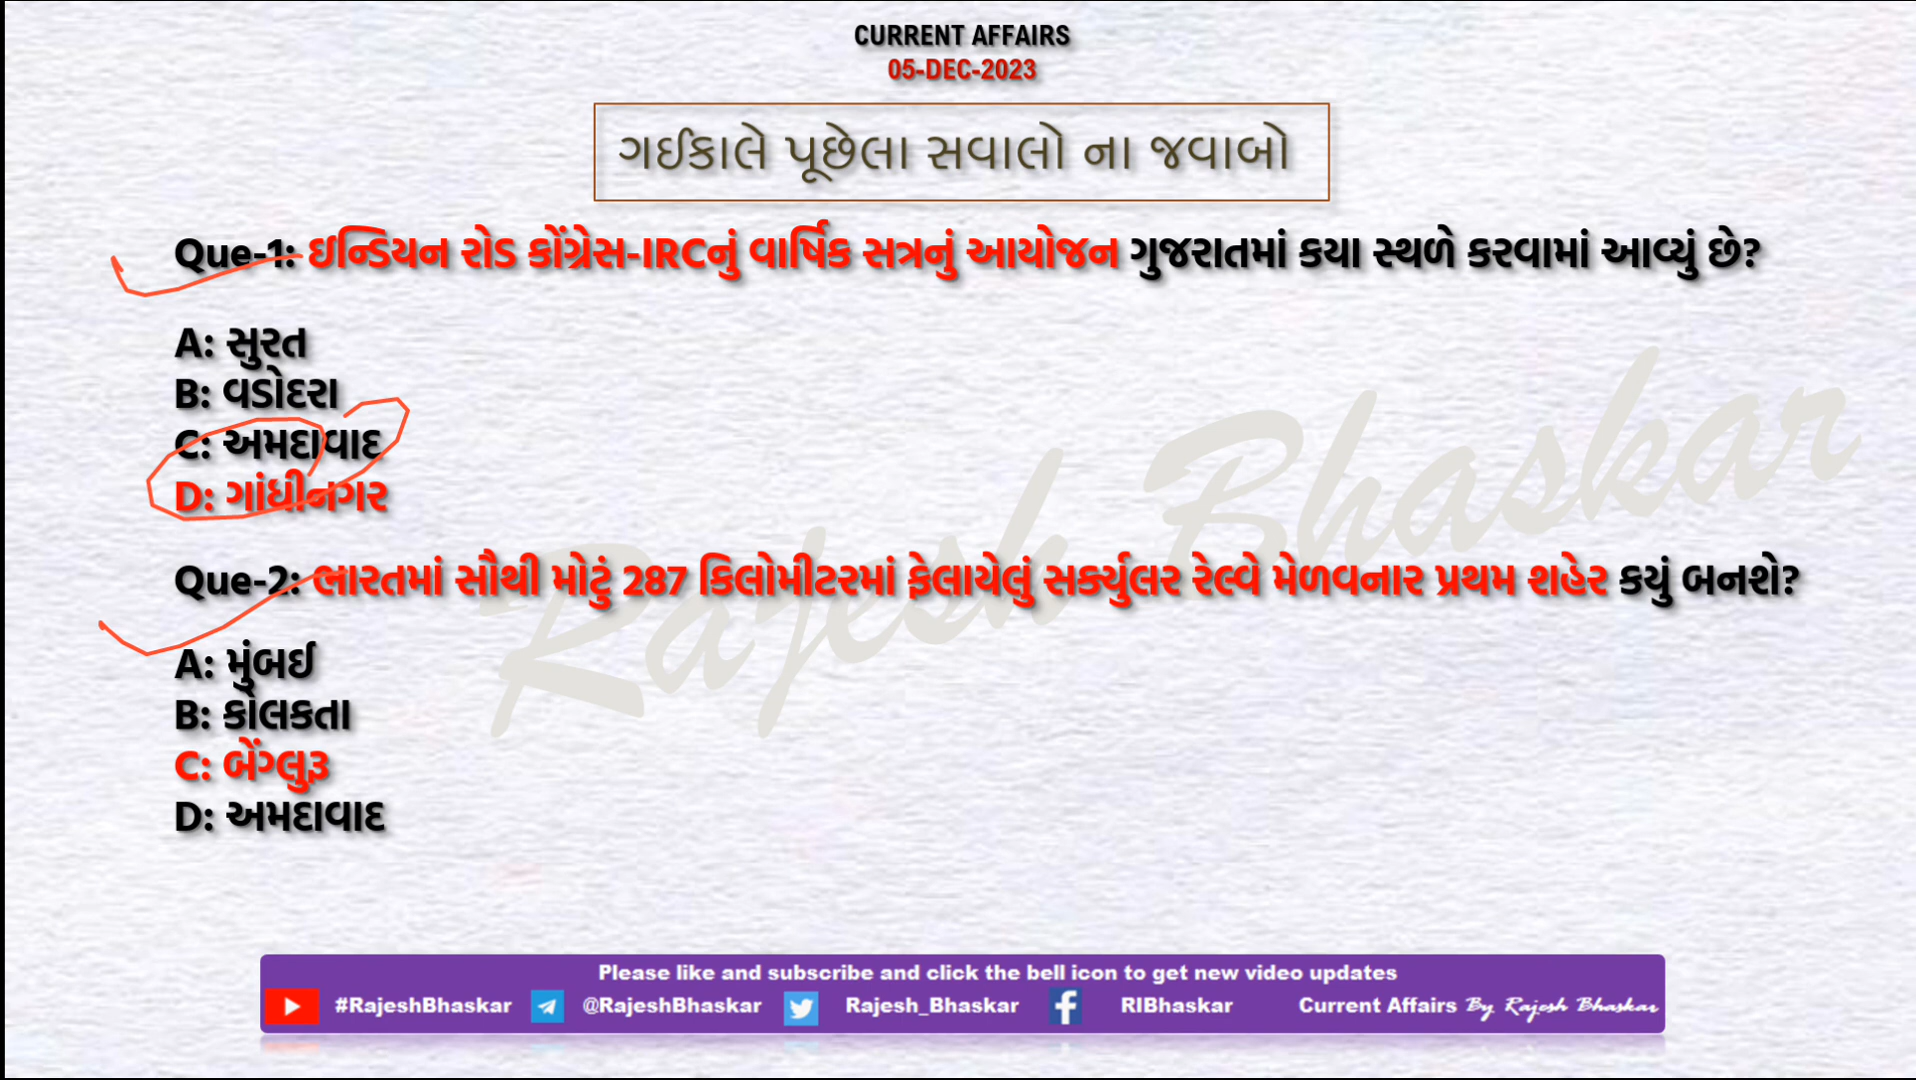 CURRENT AFFAIRS
05-DEC-2023
ગઈકાલે પૂછેલા સવાલો ના જવાબો
Que-1: ઇન્ડિયન રોડ કોંગ્રેસ-IRCનું વાર્ષિક સત્રનું આયોજન ગુજરાતમાં કયા સ્થળે કરવામાં આવ્યું છે?
A: સુરત
B: વડોદરા
C: અમદાવાદ
D: ગાંધીનગર
Que-2: ભારતમાં સૌથી મોટું 287 કિલોમીટરમાં ફેલાયેલું સર્ક્યુલર રેલ્વે મેળવનાર પ્રથમ શહેર કયું બનશે?
A: મુંબઈ
B: કોલકતા
C: બેંગ્લુરૂ
D: અમદાવાદ
Rajesh Bhaskar
Please like and subscribe and click the bell icon to get new video updates
#RajeshBhaskar @RajeshBhaskar Rajesh_Bhaskar RIBhaskar Current Affairs By Rajesh Bhaskar